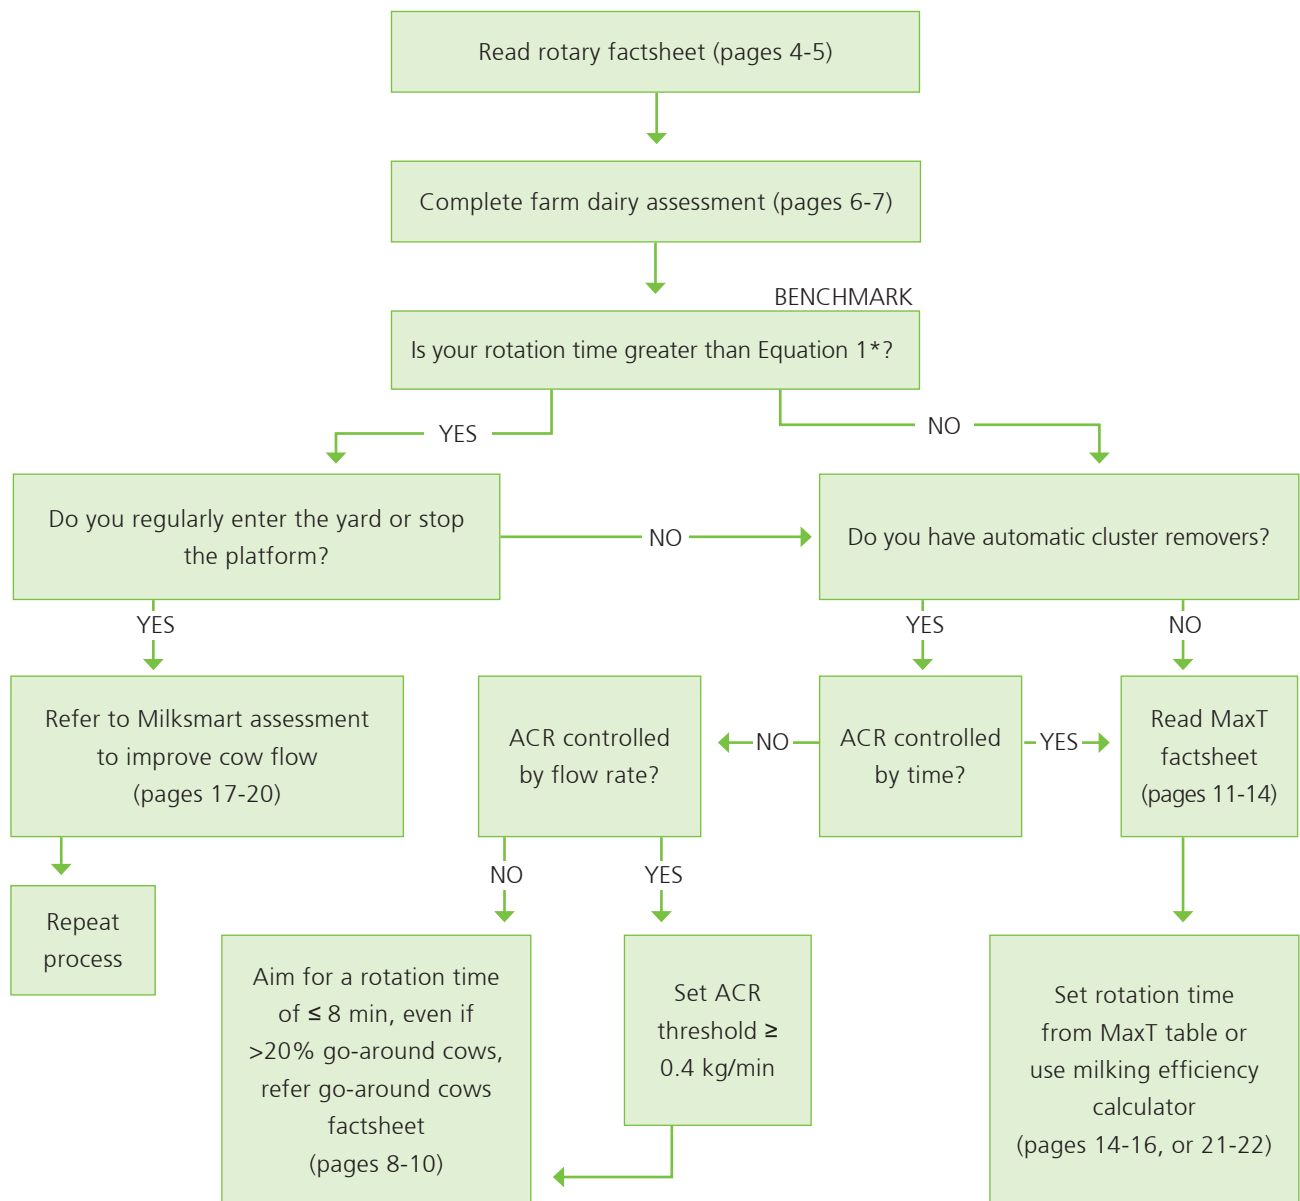 Read rotary factsheet (pages 4-5)
Complete farm dairy assessment (pages 6-7)
BENCHMARK
Is your rotation time greater than Equation 1*?
YES
NO
Do you regularly enter the yard or stop
the platform?
NO
Do you have automatic cluster removers?
YES
YES
NO
Refer to Milksmart assessment
to improve cow flow
(pages 17-20)
ACR controlled
by flow rate?
NO
ACR controlled
by time?
YES
Read MaxT
factsheet
(pages 11-14)
NO
YES
Repeat
process
Aim for a rotation time
of ≤ 8 min, even if
>20% go-around cows,
refer go-around cows
factsheet
(pages 8-10)
Set ACR
threshold ≥
0.4 kg/min
Set rotation time
from MaxT table or
use milking efficiency
calculator
(pages 14-16, or 21-22)